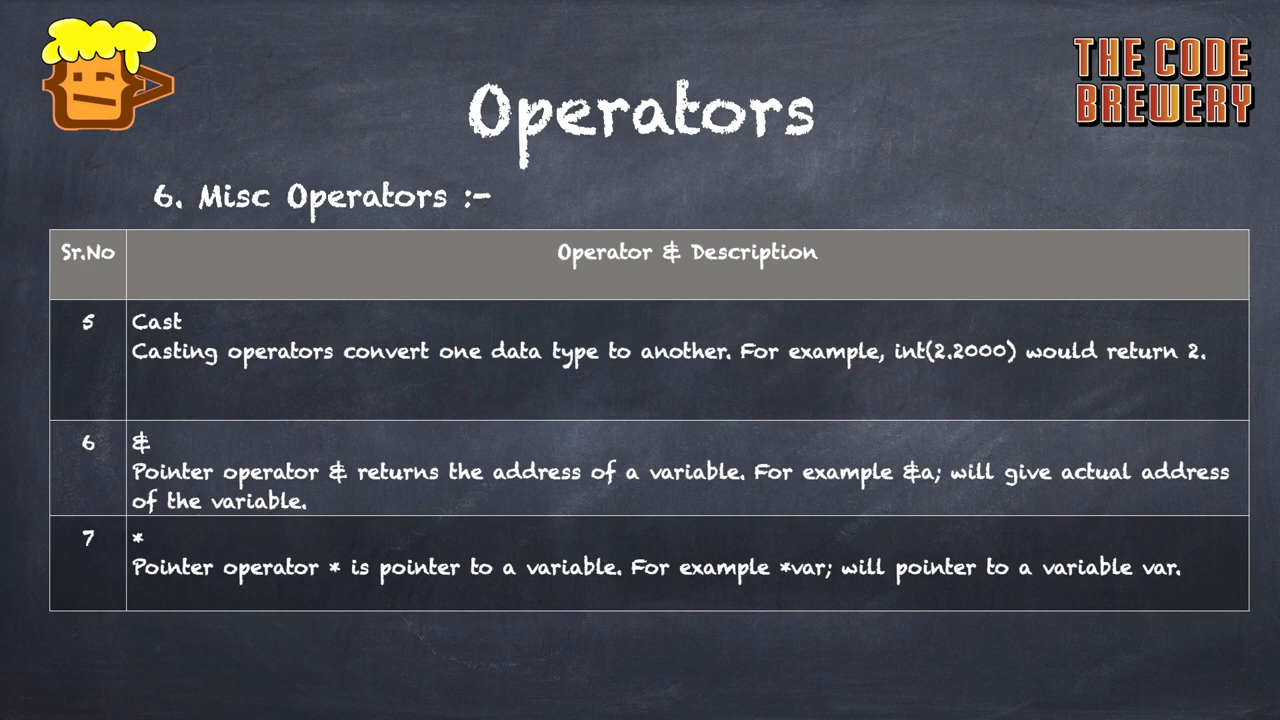 THE CODE
BREWERY
Operators
6. Misc Operators :-
Sr.No
Operator & Description
5
Cast
Casting operators convert one data type to another. For example, int(2.2000) would return 2.
6
&
Pointer operator & returns the address of a variable. For example &a; will give actual address
of the variable.
7
*
Pointer operator * is pointer to a variable. For example *var; will pointer to a variable var.